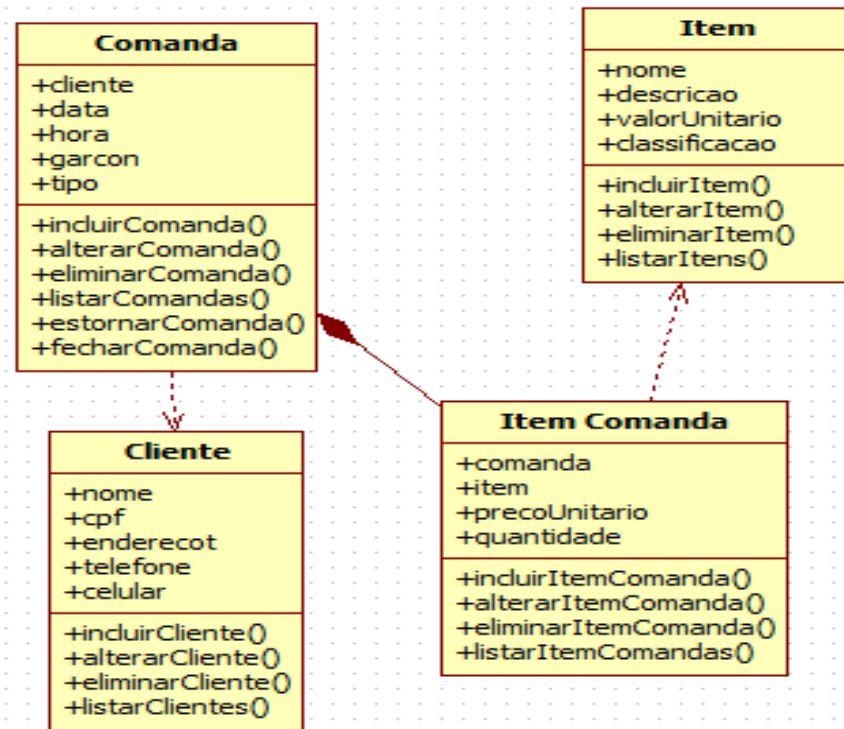 Comanda
+cliente
+data
+hora
+garcon
+tipo
+incluirComanda()
+alterarComanda()
+eliminarComanda()
+listarComandas()
+estornarComanda()
+fecharComanda()
Item
+nome
+descricao
+valorUnitario
+classificacao
+incluirItem()
+alterarItem()
+eliminarItem()
+listarItens()
Cliente
+nome
+cpf
+enderecot
+telefone
+celular
+incluirCliente()
+alterarCliente()
+eliminarCliente()
+listarClientes()
Item Comanda
+comanda
+item
+precoUnitario
+quantidade
+incluirItemComanda()
+alterarItemComanda()
+eliminarItemComanda()
+listarItemComandas()